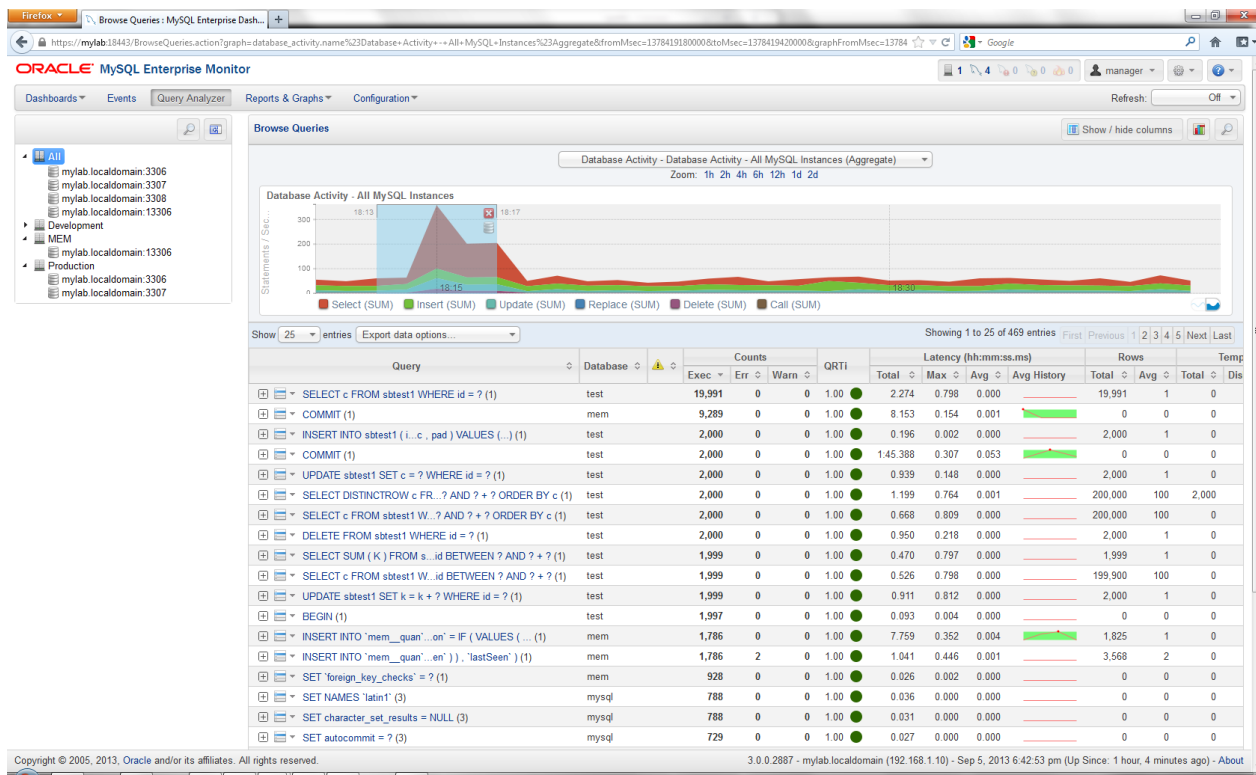 Firefox
Browse Queries : MySQL Enterprise Dash...
https://mylab:18443/BrowseQueries.action?graph=database_activity.name%23Database+Activity+-+All+MySQL+Instances%23Aggregate&fromMsec=1378419180000&toMsec=1378419420000&graphFromMsec=13784
Google
ORACLE MySQL Enterprise Monitor
1 4 0 0 0 manager
Dashboards Events Query Analyzer Reports & Graphs Configuration Refresh: Off
All
mylab.localdomain:3306
mylab.localdomain:3307
mylab.localdomain:3308
mylab.localdomain:13306
Development
MEM
mylab.localdomain:13306
Production
mylab.localdomain:3306
mylab.localdomain:3307
Browse Queries Show / hide columns
Database Activity - Database Activity - All MySQL Instances (Aggregate)
Zoom: 1h 2h 4h 6h 12h 1d 2d
Database Activity - All MySQL Instances
Statements / Sec...
300
200
100
0
18:13 18:17
18:15 18:30
Select (SUM) Insert (SUM) Update (SUM) Replace (SUM) Delete (SUM) Call (SUM)
Show 25 entries Export data options... Showing 1 to 25 of 469 entries First Previous 1 2 3 4 5 Next Last
Query Database Counts QRTi Latency (hh:mm:ss.ms) Rows Temp
Exec Err Warn Total Max Avg Avg History Total Avg Total Dis
SELECT c FROM sbtest1 WHERE id = ? (1) test 19,991 0 0 1.00 2.274 0.798 0.000 19,991 1 0
COMMIT (1) mem 9,289 0 0 1.00 8.153 0.154 0.001 0 0 0
INSERT INTO sbtest1 ( i...c , pad ) VALUES (...) (1) test 2,000 0 0 1.00 0.196 0.002 0.000 2,000 1 0
COMMIT (1) test 2,000 0 0 1.00 1:45.388 0.307 0.053 0 0 0
UPDATE sbtest1 SET c = ? WHERE id = ? (1) test 2,000 0 0 1.00 0.939 0.148 0.000 2,000 1 0
SELECT DISTINCTROW c FR...? AND ? + ? ORDER BY c (1) test 2,000 0 0 1.00 1.199 0.764 0.001 200,000 100 2,000
SELECT c FROM sbtest1 W...? AND ? + ? ORDER BY c (1) test 2,000 0 0 1.00 0.668 0.809 0.000 200,000 100 0
DELETE FROM sbtest1 WHERE id = ? (1) test 2,000 0 0 1.00 0.950 0.218 0.000 2,000 1 0
SELECT SUM ( K ) FROM s...id BETWEEN ? AND ? + ? (1) test 1,999 0 0 1.00 0.470 0.797 0.000 1,999 1 0
SELECT c FROM sbtest1 W...id BETWEEN ? AND ? + ? (1) test 1,999 0 0 1.00 0.526 0.798 0.000 199,900 100 0
UPDATE sbtest1 SET k = k + ? WHERE id = ? (1) test 1,999 0 0 1.00 0.911 0.812 0.000 2,000 1 0
BEGIN (1) test 1,997 0 0 1.00 0.093 0.004 0.000 0 0 0
INSERT INTO `mem__quan`...on` = IF ( VALUES ( ... (1) mem 1,786 0 0 1.00 7.759 0.352 0.004 1,825 1 0
INSERT INTO `mem__quan`...en` ) ) , `lastSeen` ) (1) mem 1,786 2 0 1.00 1.041 0.446 0.001 3,568 2 0
SET `foreign_key_checks` = ? (1) mem 928 0 0 1.00 0.026 0.002 0.000 0 0 0
SET NAMES `latin1` (3) mysql 788 0 0 1.00 0.036 0.000 0.000 0 0 0
SET character_set_results = NULL (3) mysql 788 0 0 1.00 0.031 0.000 0.000 0 0 0
SET autocommit = ? (3) mysql 729 0 0 1.00 0.027 0.000 0.000 0 0 0
Copyright © 2005, 2013, Oracle and/or its affiliates. All rights reserved. 3.0.0.2887 - mylab.localdomain (192.168.1.10) - Sep 5, 2013 6:42:53 pm (Up Since: 1 hour, 4 minutes ago) - About